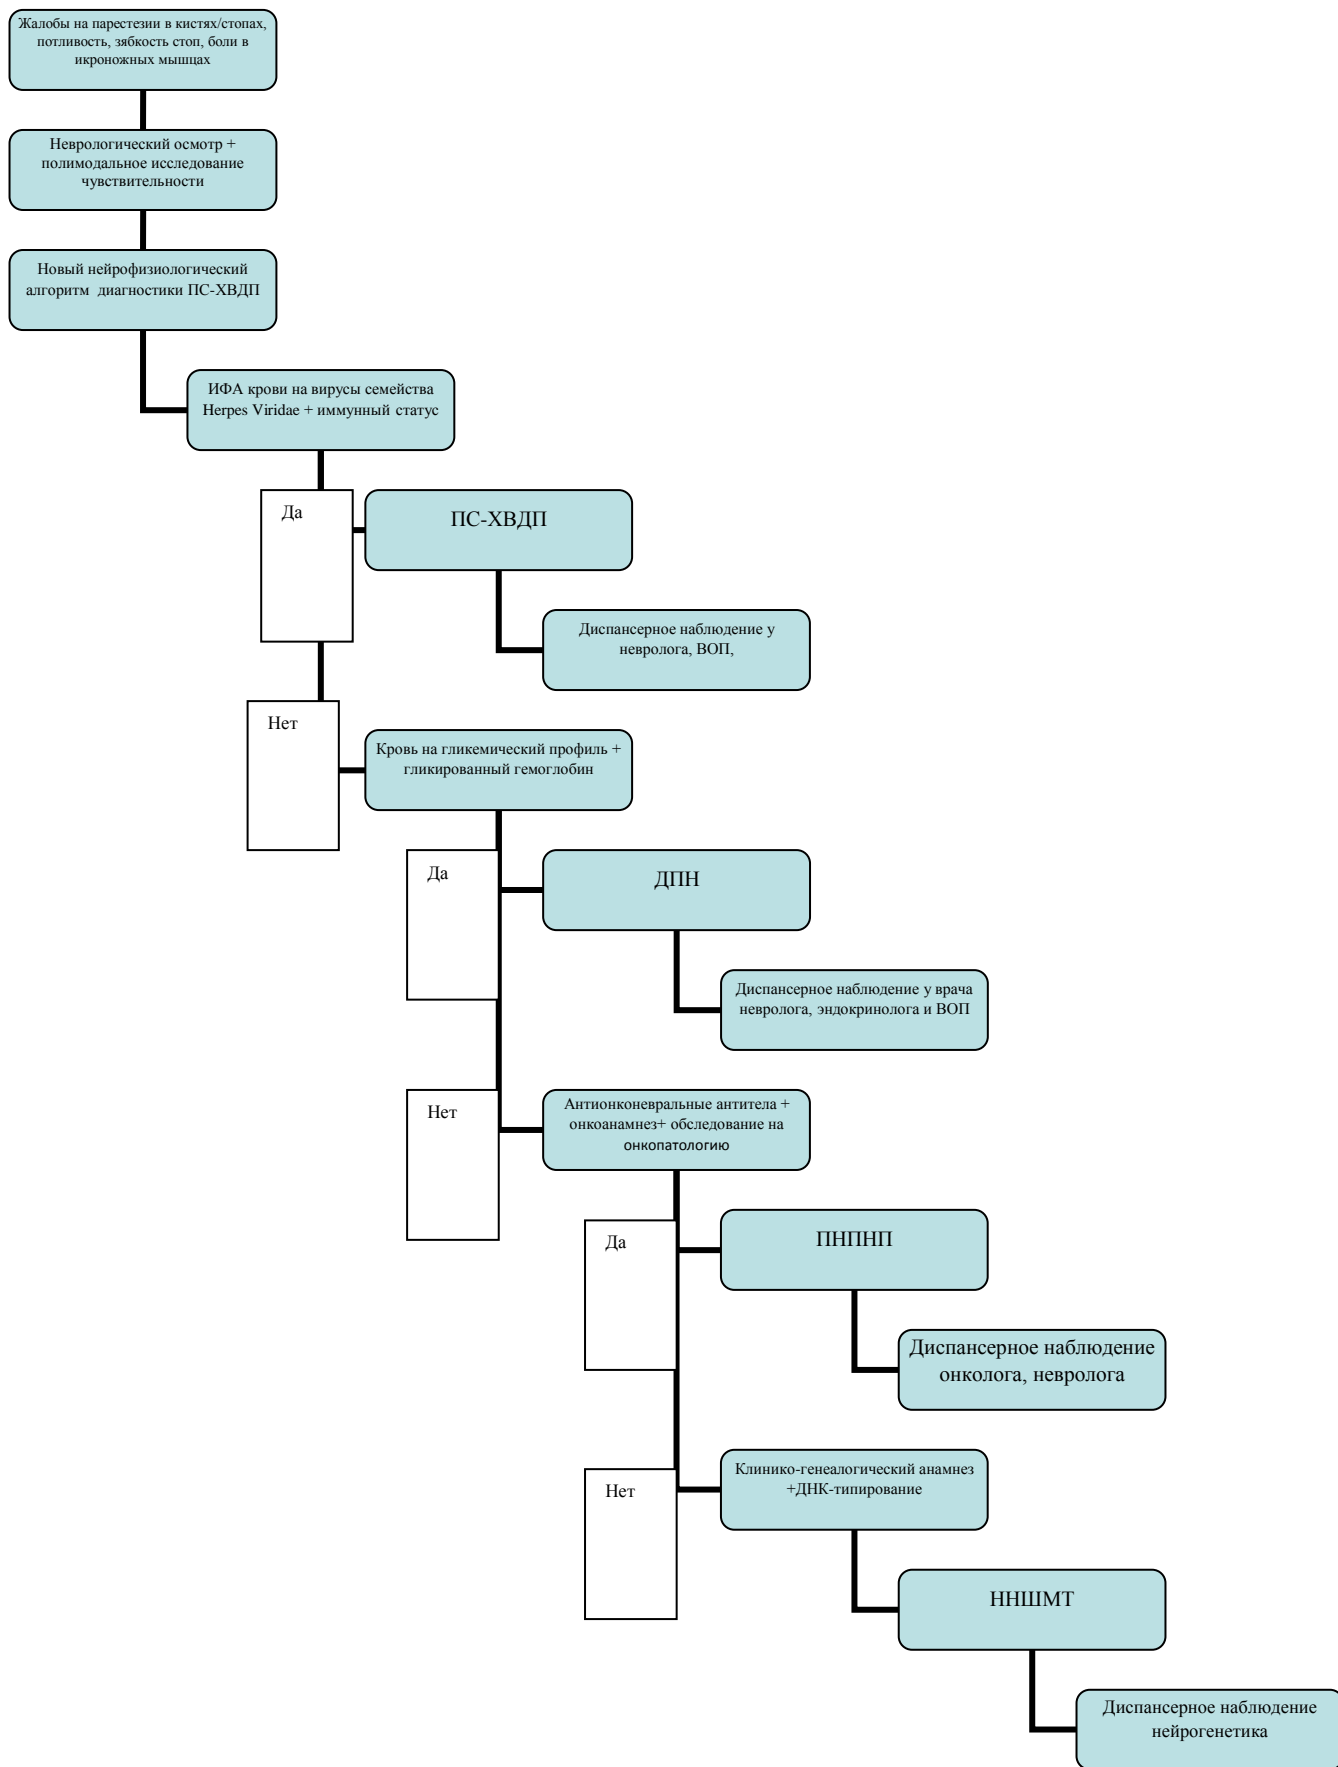 Жалобы на парестезии в кистях/стопах,
потливость, зябкость стоп, боли в
икроножных мышцах
Неврологический осмотр +
полимодальное исследование
чувствительности
Новый нейрофизиологический
алгоритм диагностики ПС-ХВДП
ИФА крови на вирусы семейства
Herpes Viridae + иммунный статус
Да
ПС-ХВДП
Диспансерное наблюдение у
невролога, ВОП,
Нет
Кровь на гликемический профиль +
гликированный гемоглобин
Да
ДПН
Диспансерное наблюдение у врача
невролога, эндокринолога и ВОП
Нет
Антионконевральные антитела +
онкоанамнез+ обследование на
онкопатологию
Да
ПНПНП
Диспансерное наблюдение
онколога, невролога
Нет
Клинико-генеалогический анамнез
+ДНК-типирование
ННШМТ
Диспансерное наблюдение
нейрогенетика